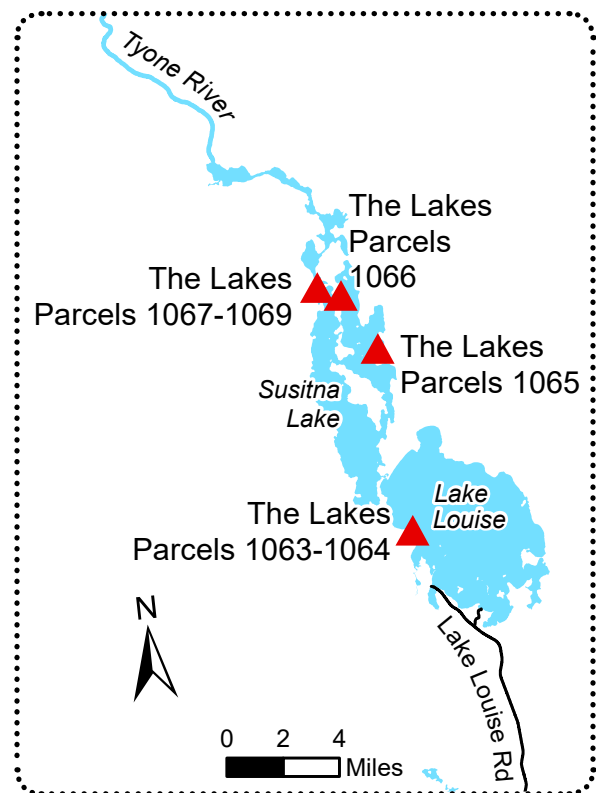 Tyone River
The Lakes
Parcels
1066
The Lakes
Parcels 1067-1069
The Lakes
Parcels 1065
Susitna
Lake
Lake
Louise
The Lakes
Parcels 1063-1064
N
Lake Louise Rd
0 2 4
Miles